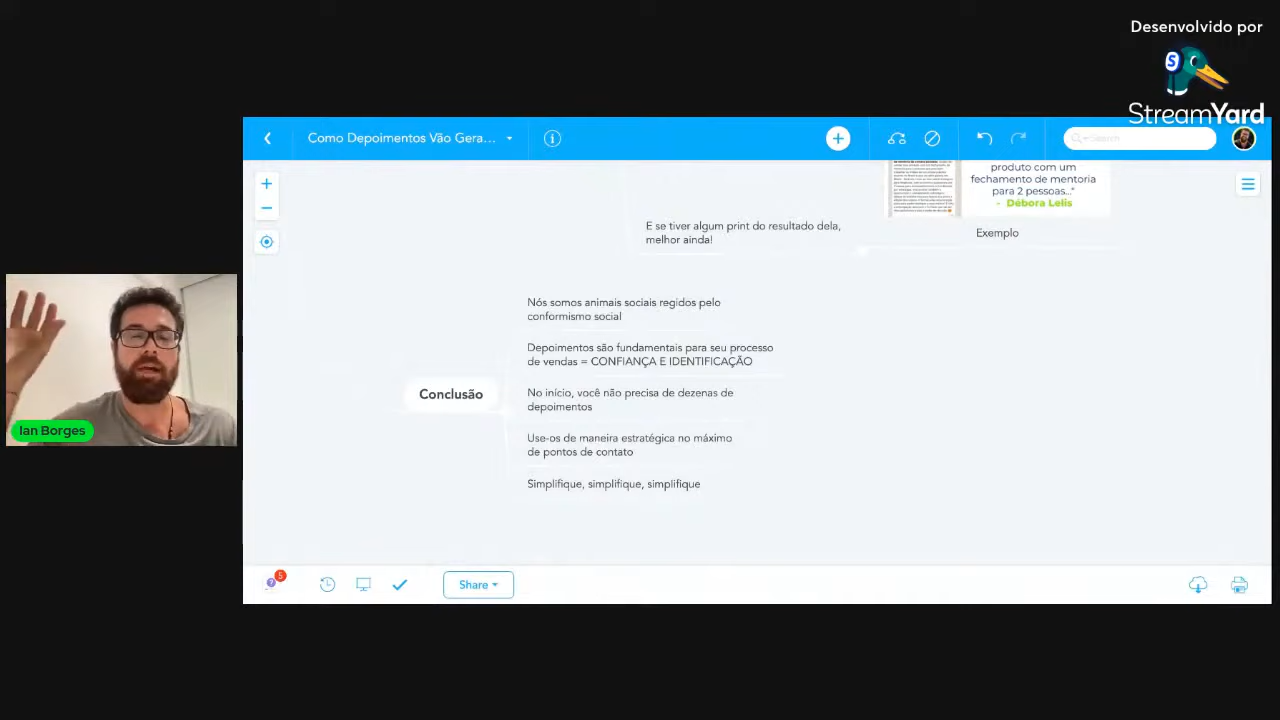 Desenvolvido por
S
StreamYard
Como Depoimentos Vão Gera...
Search
produto com um
fechamento de mentoria
para 2 pessoas..."
- Débora Lelis
E se tiver algum print do resultado dela,
melhor ainda!
Exemplo
Nós somos animais sociais regidos pelo
conformismo social
Depoimentos são fundamentais para seu processo
de vendas = CONFIANÇA E IDENTIFICAÇÃO
Conclusão
No início, você não precisa de dezenas de
depoimentos
Use-os de maneira estratégica no máximo
de pontos de contato
Simplifique, simplifique, simplifique
Ian Borges
5
Share